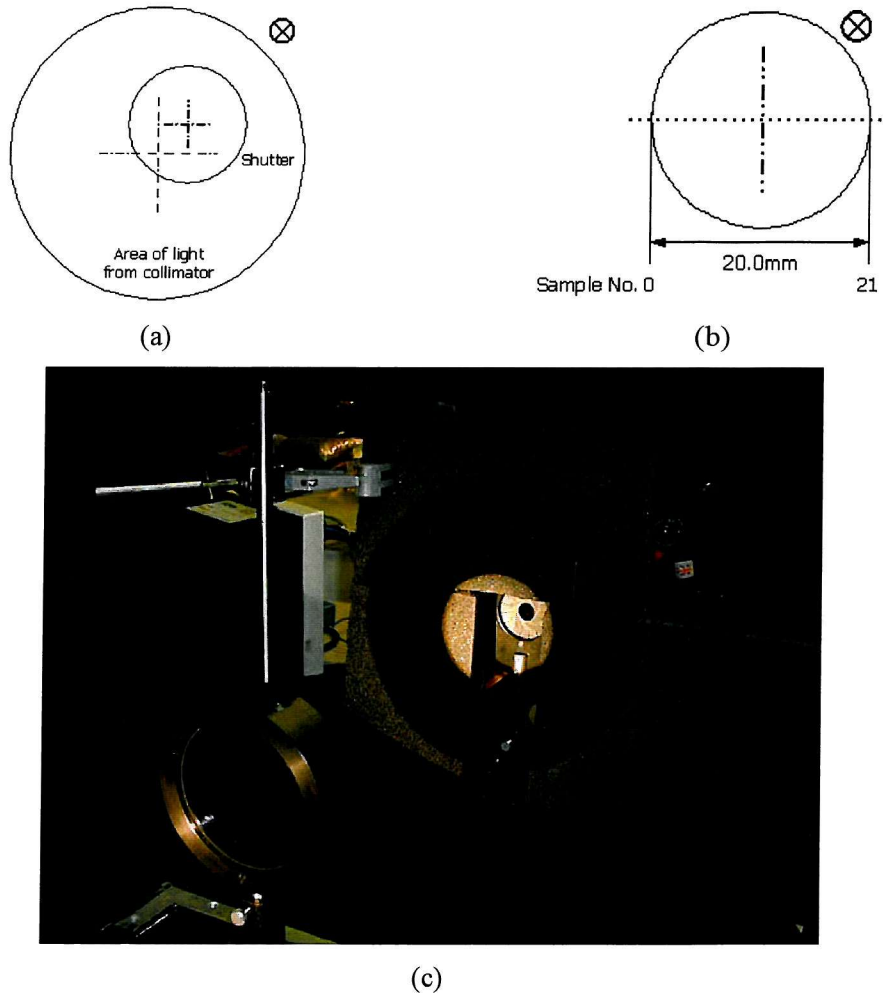 Shutter
Area of light
from collimator
(a)
20.0mm
Sample No. 0 21
(b)
(c)